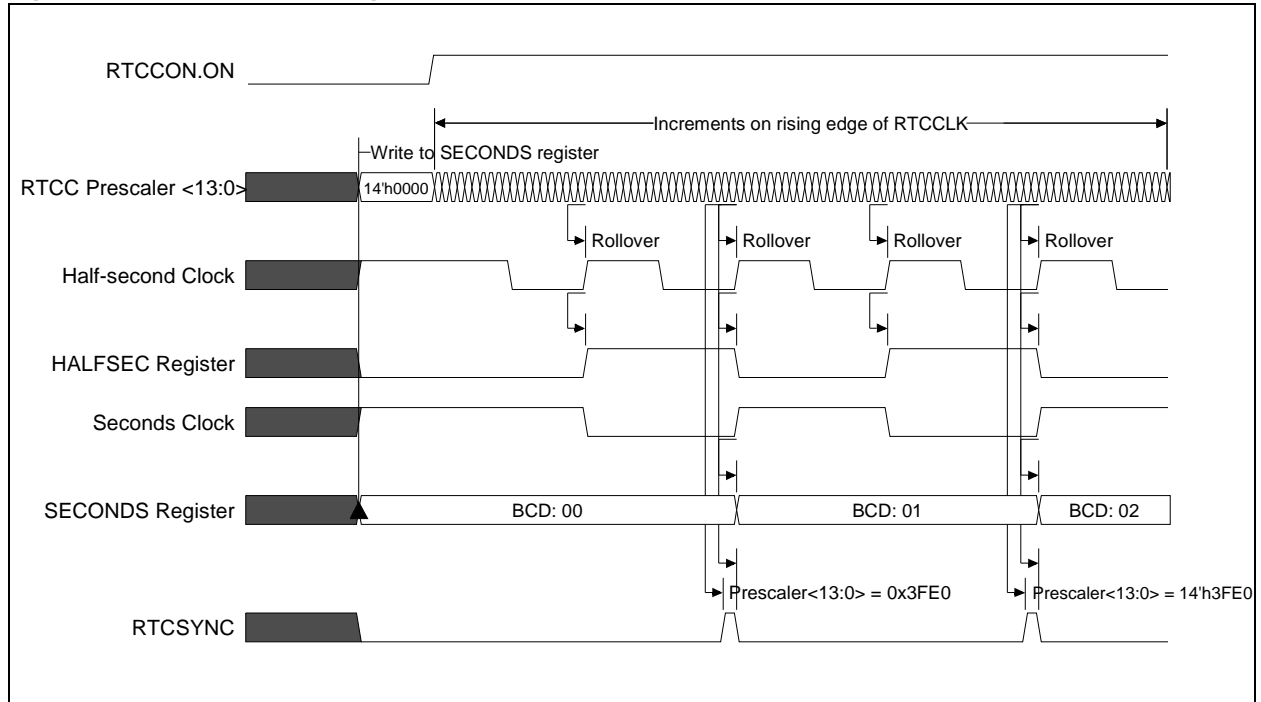 RTCCON.ON
Increments on rising edge of RTCCLK
Write to SECONDS register
RTCC Prescaler <13:0>
14'h0000
Rollover Rollover Rollover Rollover
Half-second Clock
HALFSEC Register
Seconds Clock
SECONDS Register
BCD: 00 BCD: 01 BCD: 02
Prescaler<13:0> = 0x3FE0 Prescaler<13:0> = 14'h3FE0
RTCSYNC